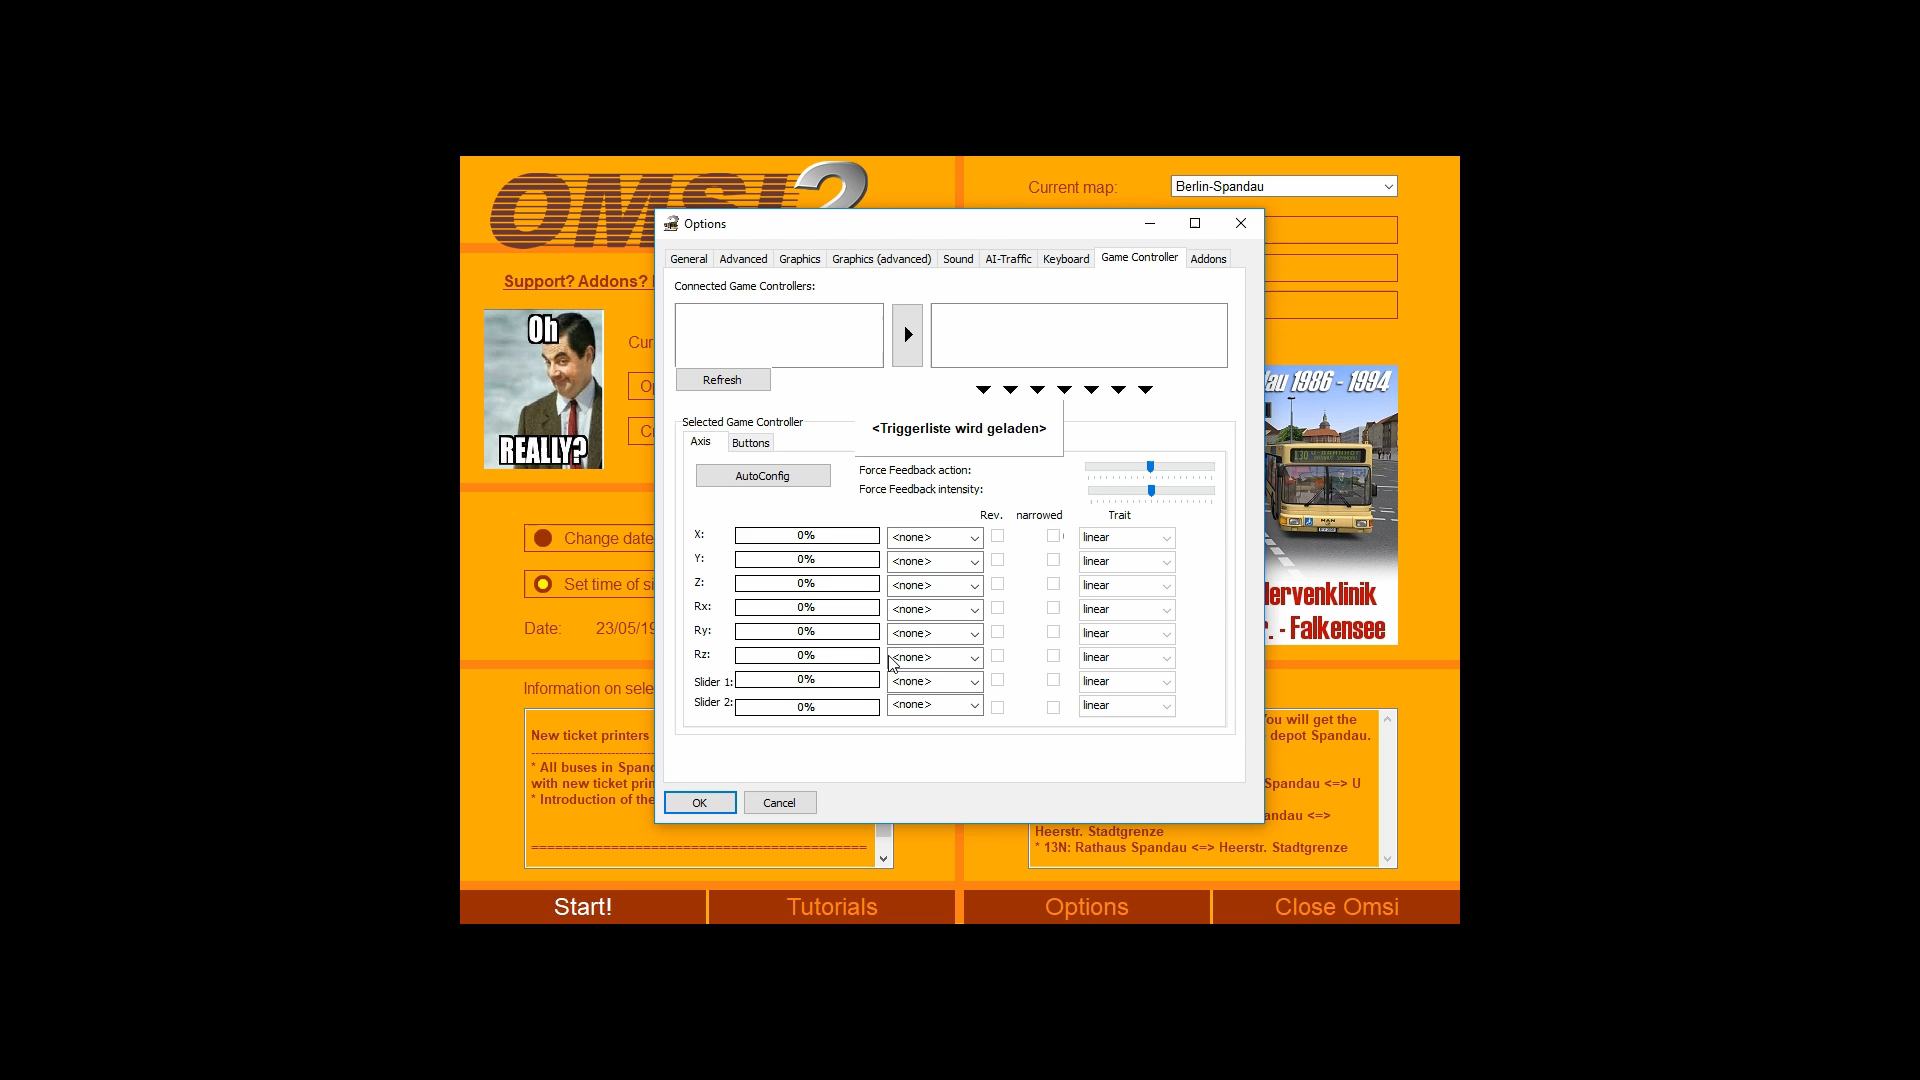 OMSI 2
Current map:
Berlin-Spandau
Options
General
Advanced
Graphics
Graphics (advanced)
Sound
AI-Traffic
Keyboard
Game Controller
Addons
Support? Addons?
Connected Game Controllers:
Oh
REALLY?
Cur
Refresh
1986 - 1994
Selected Game Controller
<Triggerliste wird geladen>
Axis
Buttons
AutoConfig
Force Feedback action:
Force Feedback intensity:
Rev.
narrowed
Trait
X:
0%
<none>
linear
Y:
0%
<none>
linear
Z:
0%
<none>
linear
Rx:
0%
<none>
linear
Ry:
0%
<none>
linear
Rz:
0%
<none>
linear
Slider 1:
0%
<none>
linear
Slider 2:
0%
<none>
linear
Change date
Set time of si
Date:
23/05/19
ervenklinik
. - Falkensee
Information on sele
New ticket printers
* All buses in Spand
with new ticket prin
* Introduction of the
==========================================
ou will get the
depot Spandau.
Spandau <=> U
andau <=>
Heerstr. Stadtgrenze
* 13N: Rathaus Spandau <=> Heerstr. Stadtgrenze
OK
Cancel
Start!
Tutorials
Options
Close Omsi